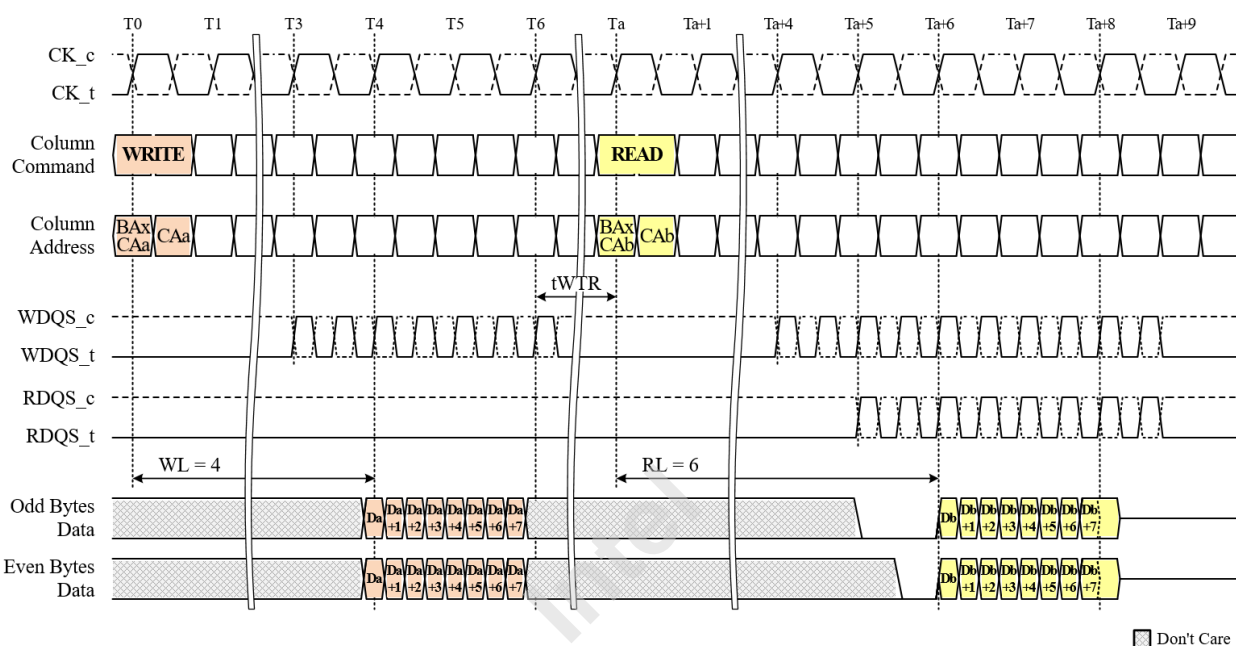 T0 T1 T3 T4 T5 T6 Ta Ta+1 Ta+4 Ta+5 Ta+6 Ta+7 Ta+8 Ta+9
CK_c
CK_t
Column
Command
WRITE READ
Column
Address
BAx
CAa CAa BAx
CAb CAb
tWTR
WDQS_c
WDQS_t
RDQS_c
RDQS_t
WL = 4 RL = 6
Odd Bytes
Data
Da Da
+1 Da
+2 Da
+3 Da
+4 Da
+5 Da
+6 Da
+7 Db Db
+1 Db
+2 Db
+3 Db
+4 Db
+5 Db
+6 Db
+7
Even Bytes
Data
Da Da
+1 Da
+2 Da
+3 Da
+4 Da
+5 Da
+6 Da
+7 Db Db
+1 Db
+2 Db
+3 Db
+4 Db
+5 Db
+6 Db
+7
Intel
Don't Care